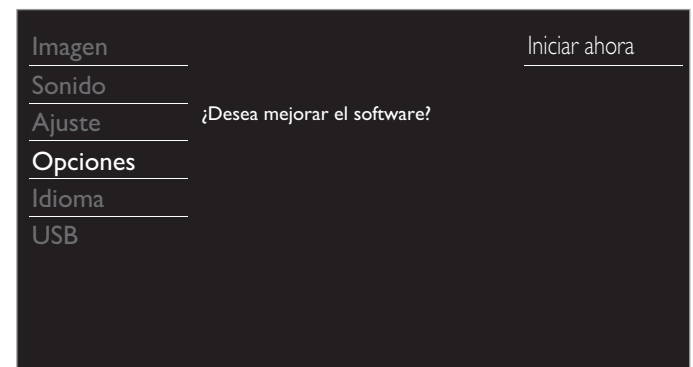 Imagen
Iniciar ahora
Sonido
Ajuste
¿Desea mejorar el software?
Opciones
Idioma
USB